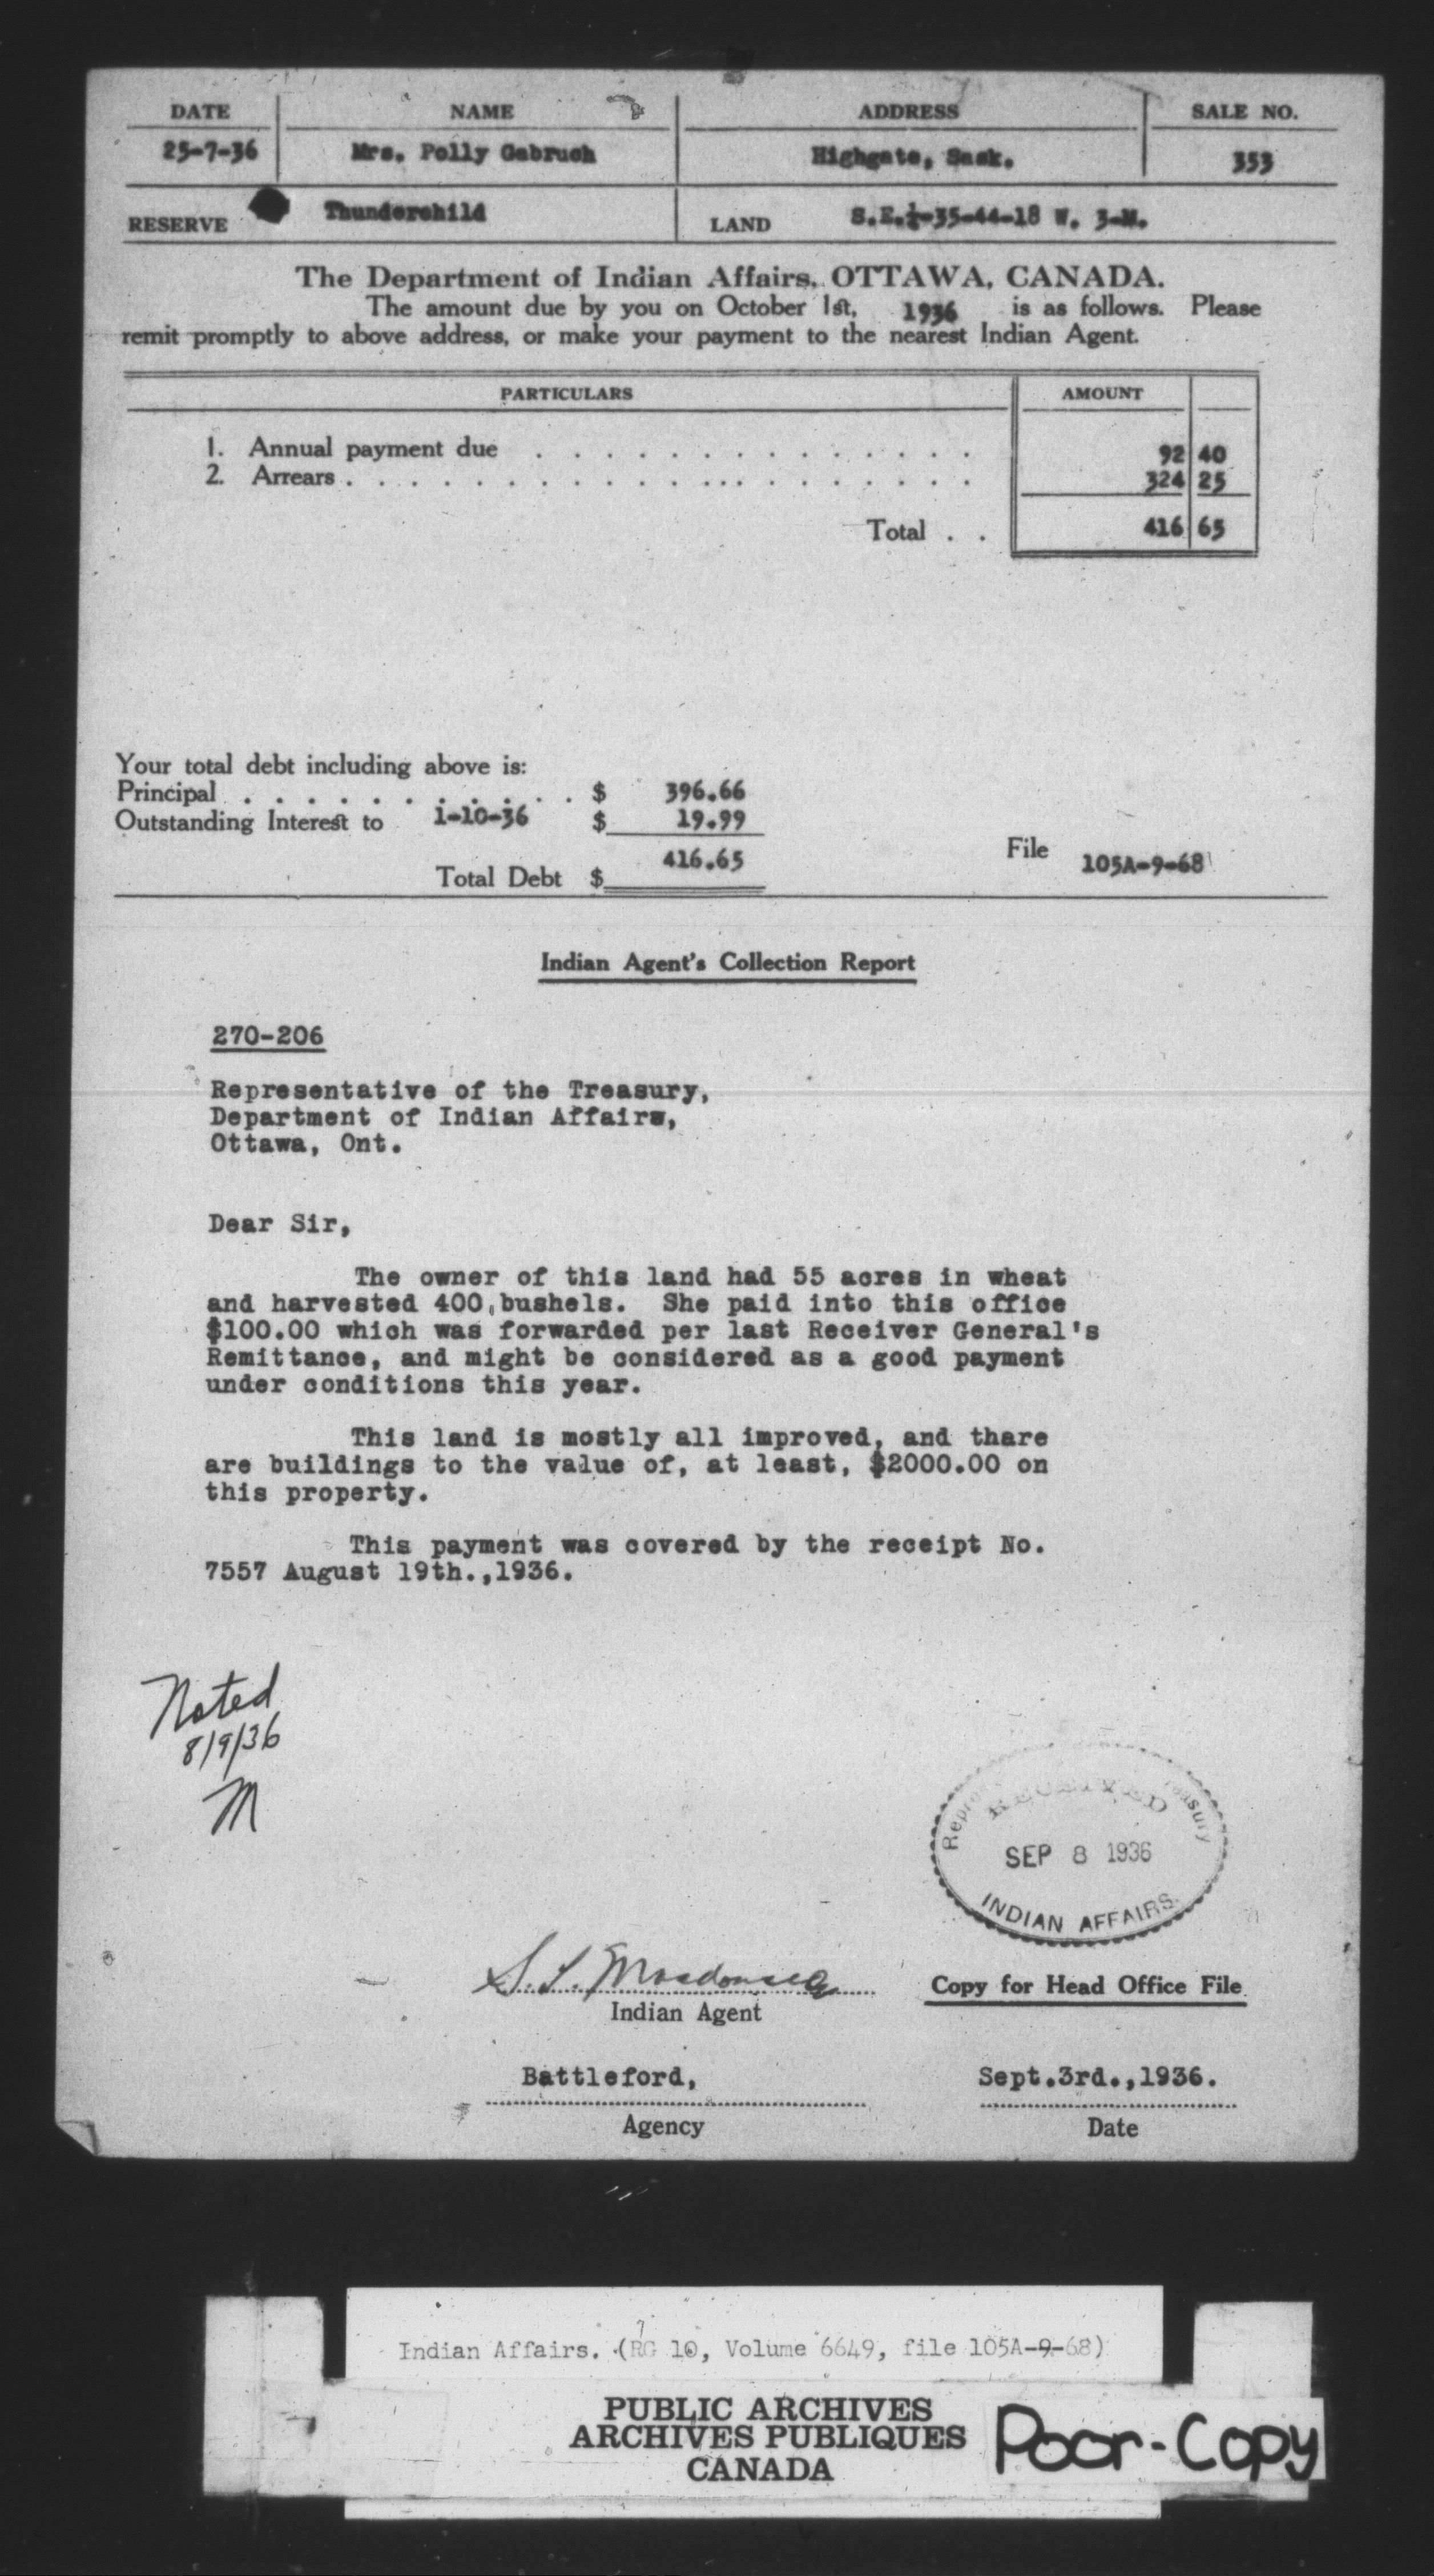 DATE NAME ADDRESS SALE NO.
25-7-36 Mrs. Polly Gabruch Highgate, Sask. 353
RESERVE Thunderchild LAND S.E.¼-35-44-18 W. 3-M.
The Department of Indian Affairs, OTTAWA, CANADA.
The amount due by you on October 1st, 1936 is as follows. Please
remit promptly to above address, or make your payment to the nearest Indian Agent.
PARTICULARS AMOUNT
1. Annual payment due . . . . . . . . . . . . . . 92 40
2. Arrears . . . . . . . . . . . . . . . . . . . . 324 25
Total . . 416 65
Your total debt including above is:
Principal . . . . . . . . . . . . $ 396.66
Outstanding Interest to 1-10-36 $ 19.99
File 105A-9-68
Total Debt $ 416.65
Indian Agent's Collection Report
270-206
Representative of the Treasury,
Department of Indian Affairs,
Ottawa, Ont.
Dear Sir,
The owner of this land had 55 acres in wheat
and harvested 400 bushels. She paid into this office
$100.00 which was forwarded per last Receiver General's
Remittance, and might be considered as a good payment
under conditions this year.
This land is mostly all improved, and thare
are buildings to the value of, at least, $2000.00 on
this property.
This payment was covered by the receipt No.
7557 August 19th.,1936.
Noted
8/9/36
M
RECEIVED
SEP 8 1936
INDIAN AFFAIRS
S. L. Macdonald
Indian Agent
Copy for Head Office File
Battleford, Sept.3rd.,1936.
Agency Date
Indian Affairs. (RG 10, Volume 6649, file 105A-9-68)
PUBLIC ARCHIVES
ARCHIVES PUBLIQUES
CANADA
Poor-Copy